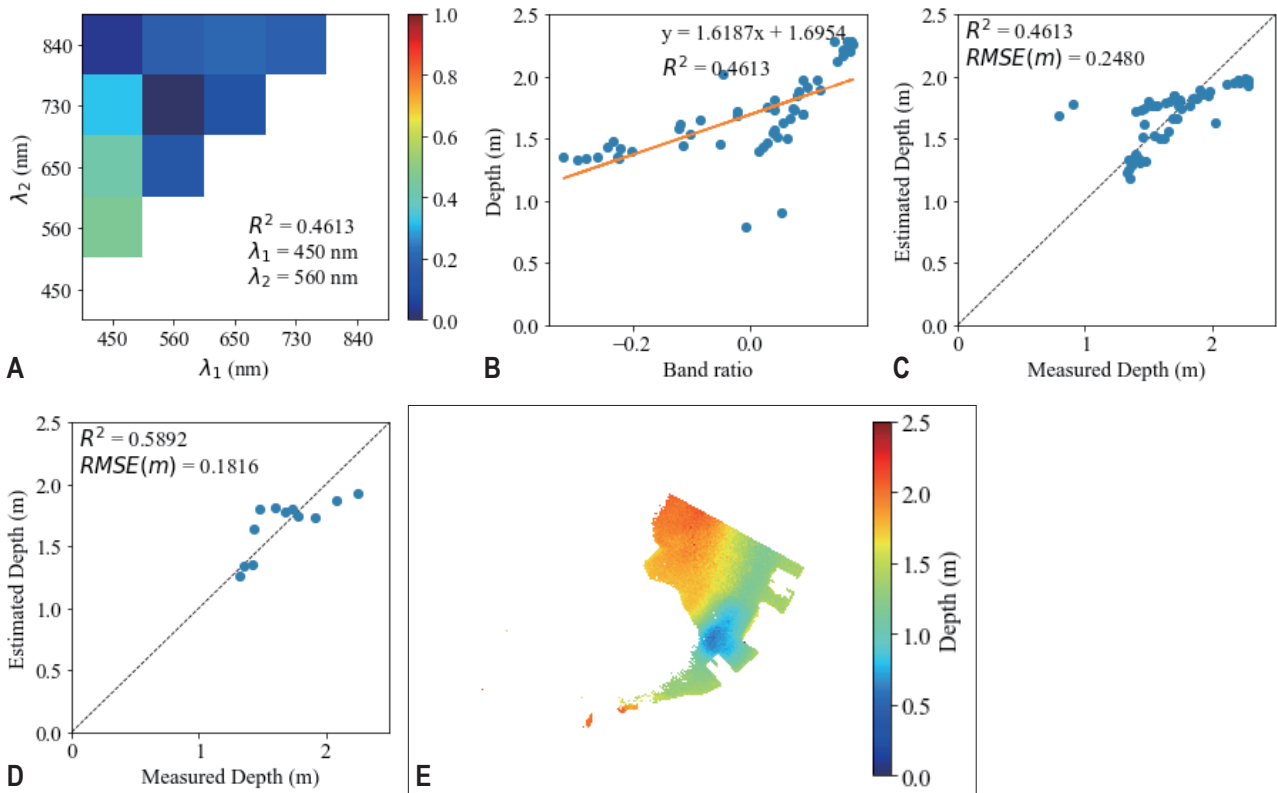 840
730
650
560
450
λ2 (nm)
R² = 0.4613
λ1 = 450 nm
λ2 = 560 nm
450 560 650 730 840
λ1 (nm)
1.0
0.8
0.6
0.4
0.2
0.0
A
2.5
2.0
1.5
1.0
0.5
0.0
Depth (m)
y = 1.6187x + 1.6954
R² = 0.4613
−0.2 0.0
Band ratio
B
2.5
2.0
1.5
1.0
0.5
0.0
Estimated Depth (m)
R² = 0.4613
RMSE(m) = 0.2480
0 1 2
Measured Depth (m)
C
2.5
2.0
1.5
1.0
0.5
0.0
Estimated Depth (m)
R² = 0.5892
RMSE(m) = 0.1816
0 1 2
Measured Depth (m)
D
2.5
2.0
1.5
1.0
0.5
0.0
Depth (m)
E